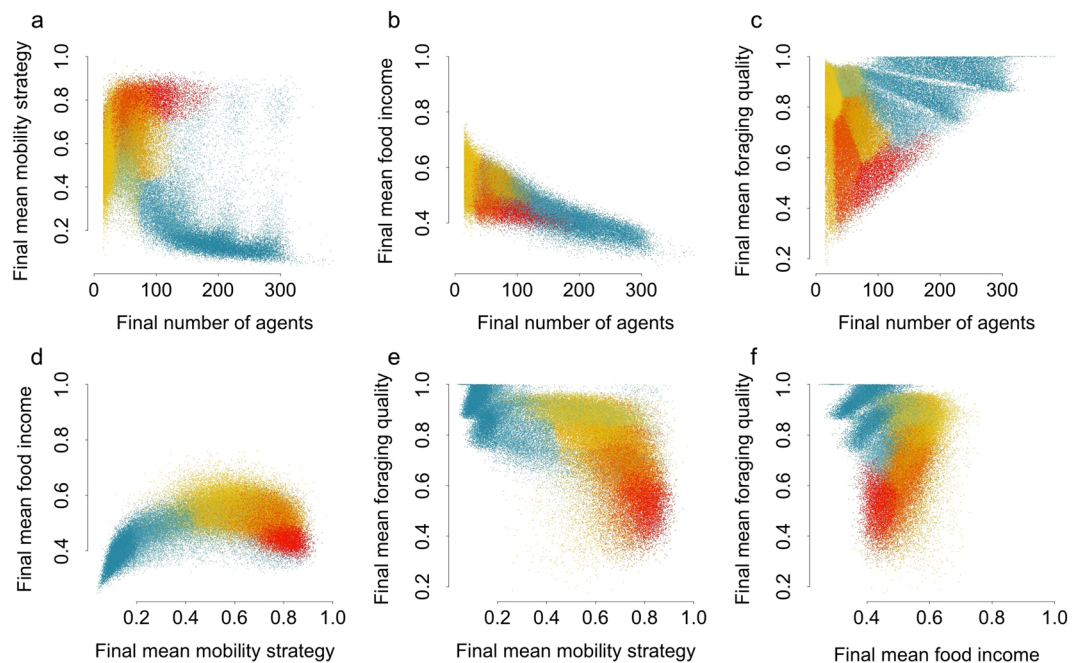 a
Final mean mobility strategy
0.2 0.4 0.6 0.8 1.0
0 100 200 300
Final number of agents
b
Final mean food income
0.4 0.6 0.8 1.0
0 100 200 300
Final number of agents
c
Final mean foraging quality
0.2 0.4 0.6 0.8 1.0
0 100 200 300
Final number of agents
d
Final mean food income
0.4 0.6 0.8 1.0
0.2 0.4 0.6 0.8 1.0
Final mean mobility strategy
e
Final mean foraging quality
0.2 0.4 0.6 0.8 1.0
0.2 0.4 0.6 0.8 1.0
Final mean mobility strategy
f
Final mean foraging quality
0.2 0.4 0.6 0.8 1.0
0.4 0.6 0.8 1.0
Final mean food income